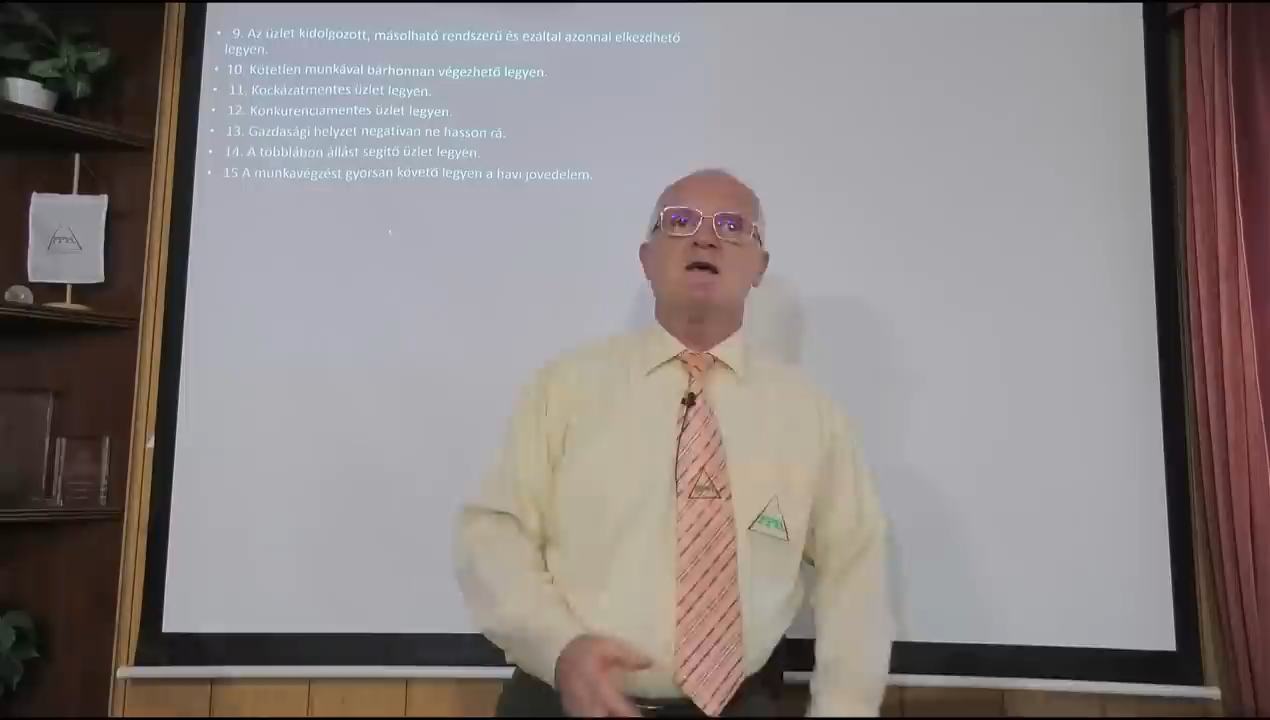 • 9. Az üzlet kidolgozott, másolható rendszerű és ezáltal azonnal elkezdhető
legyen.
• 10. Kötetlen munkával bárhonnan végezhető legyen.
• 11. Kockázatmentes üzlet legyen.
• 12. Konkurenciamentes üzlet legyen.
• 13. Gazdasági helyzet negatívan ne hasson rá.
• 14. A többlábon állást segítő üzlet legyen.
• 15 A munkavégzést gyorsan követő legyen a havi jövedelem.